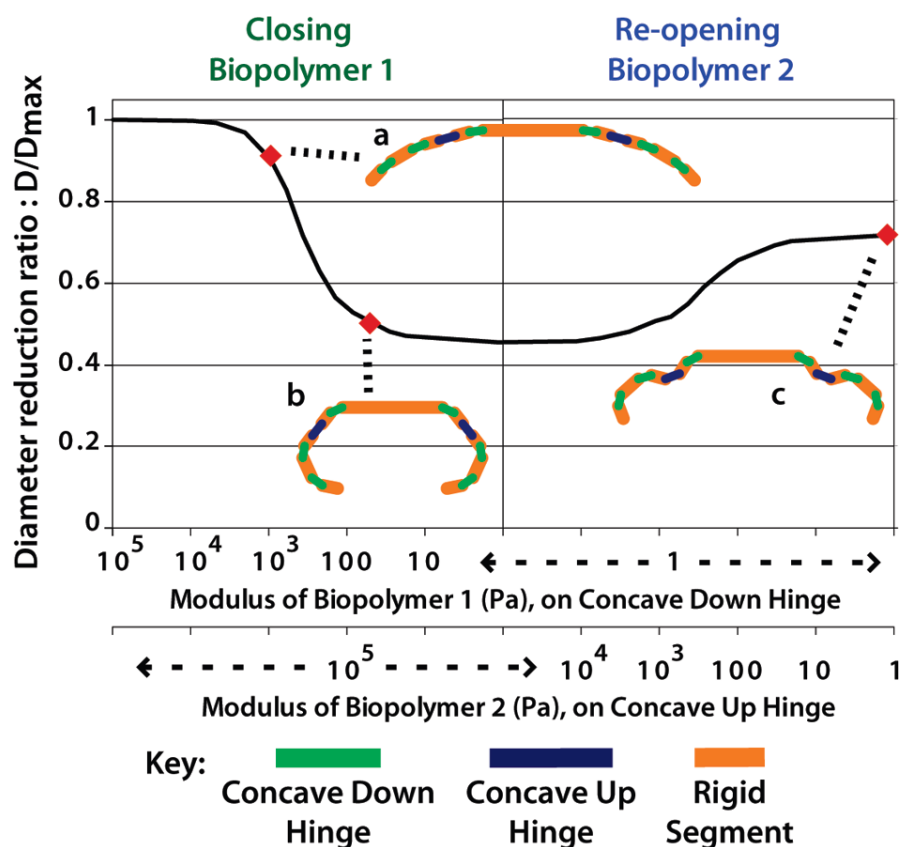 Closing
Biopolymer 1
Re-opening
Biopolymer 2
Diameter reduction ratio : D/Dmax
1
0.8
0.6
0.4
0.2
0
a
b
c
10⁵ 10⁴ 10³ 100 10 1
Modulus of Biopolymer 1 (Pa), on Concave Down Hinge
10⁵ 10⁴ 10³ 100 10 1
Modulus of Biopolymer 2 (Pa), on Concave Up Hinge
Key:
Concave Down
Hinge
Concave Up
Hinge
Rigid
Segment